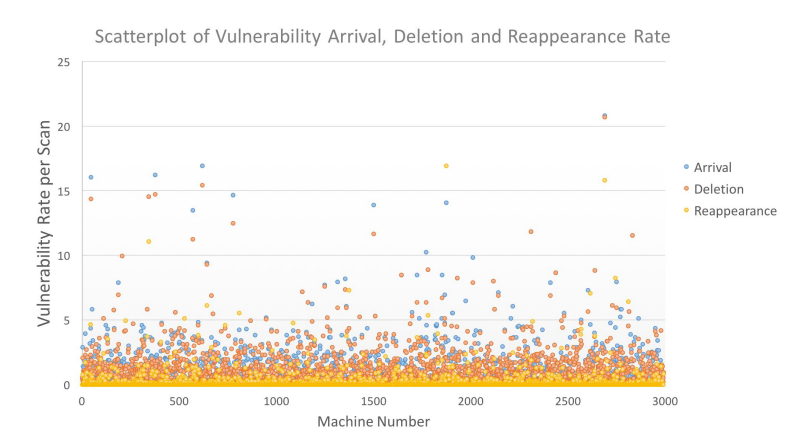 Scatterplot of Vulnerability Arrival, Deletion and Reappearance Rate
Vulnerability Rate per Scan
25
20
15
10
5
0
0 500 1000 1500 2000 2500 3000
Machine Number
Arrival
Deletion
Reappearance